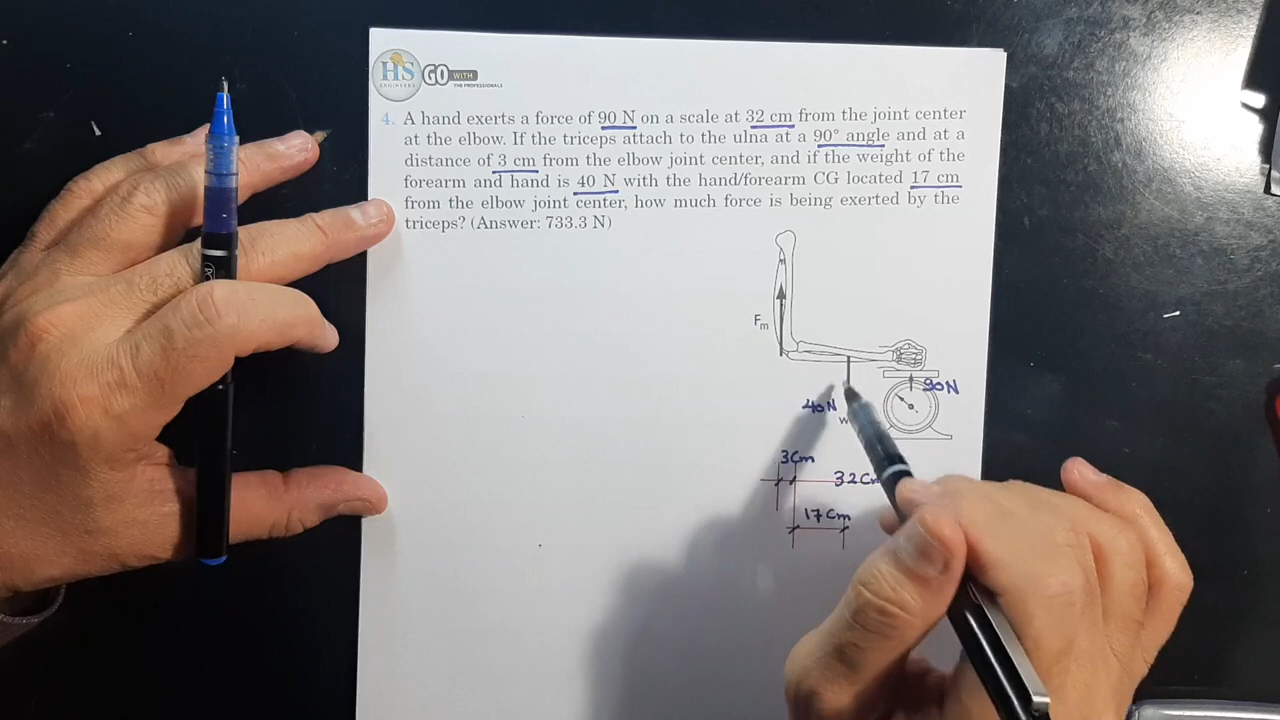 HS
ENGINEERS
GO WITH
THE PROFESSIONALS
4. A hand exerts a force of 90 N on a scale at 32 cm from the joint center
at the elbow. If the triceps attach to the ulna at a 90° angle and at a
distance of 3 cm from the elbow joint center, and if the weight of the
forearm and hand is 40 N with the hand/forearm CG located 17 cm
from the elbow joint center, how much force is being exerted by the
triceps? (Answer: 733.3 N)
Fm
90N
40N
3Cm
17Cm